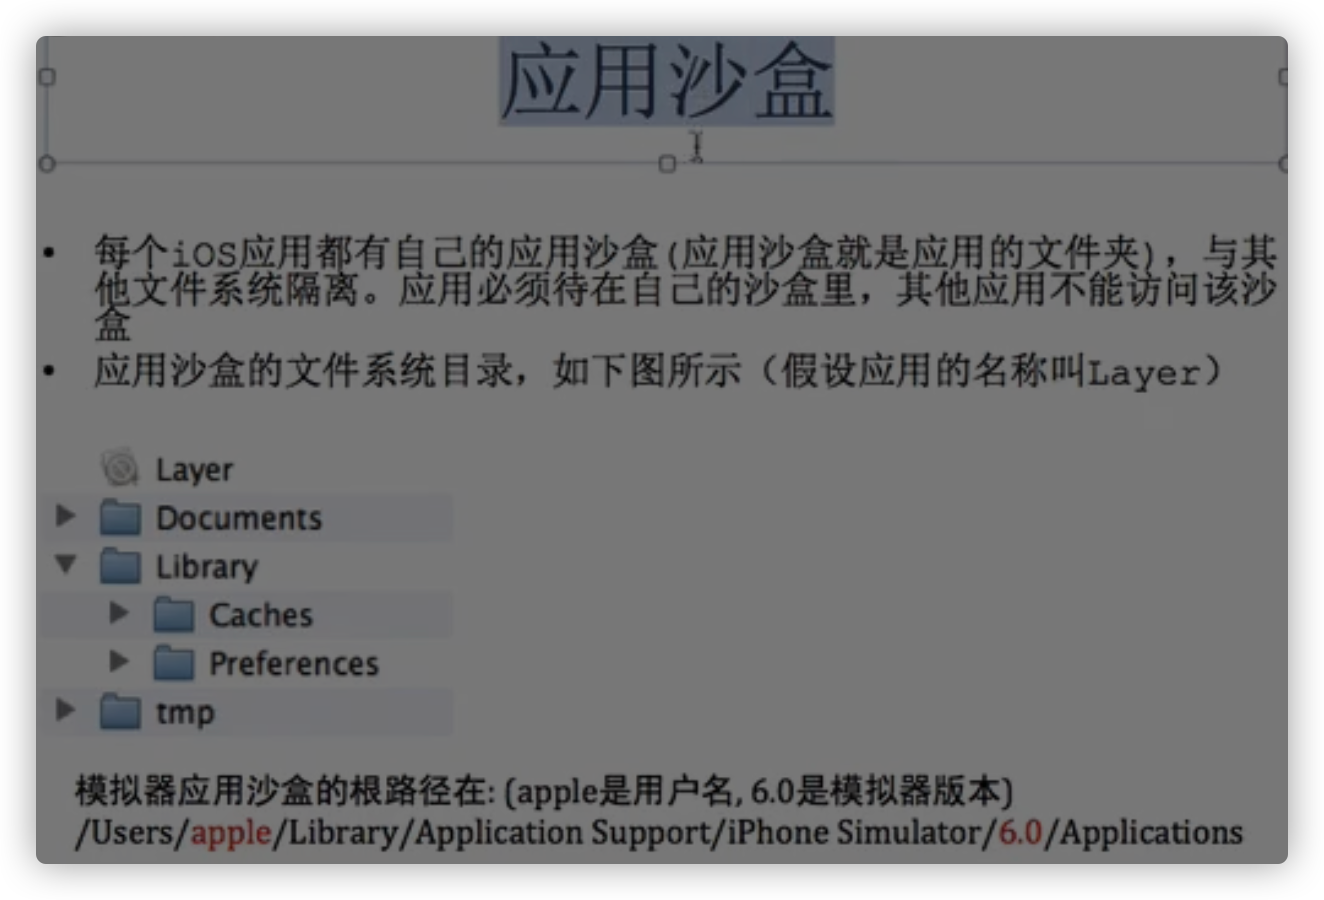 应用沙盒
• 每个iOS应用都有自己的应用沙盒(应用沙盒就是应用的文件夹)，与其
他文件系统隔离。应用必须待在自己的沙盒里，其他应用不能访问该沙
盒
• 应用沙盒的文件系统目录，如下图所示（假设应用的名称叫Layer）
Layer
Documents
Library
Caches
Preferences
tmp
模拟器应用沙盒的根路径在: (apple是用户名, 6.0是模拟器版本)
/Users/apple/Library/Application Support/iPhone Simulator/6.0/Applications